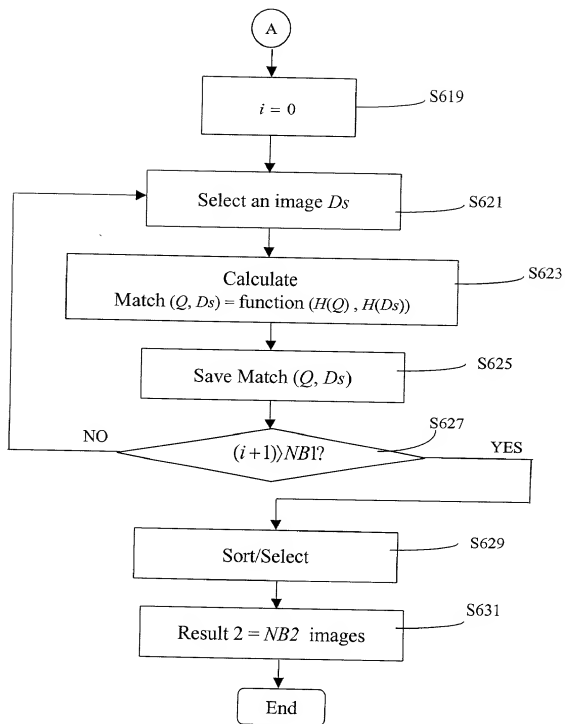 A
i = 0
S619
Select an image Ds
S621
Calculate
Match (Q, Ds) = function (H(Q) , H(Ds))
S623
Save Match (Q, Ds)
S625
S627
NO
(i+1)⟩NB1?
YES
Sort/Select
S629
Result 2 = NB2 images
S631
End